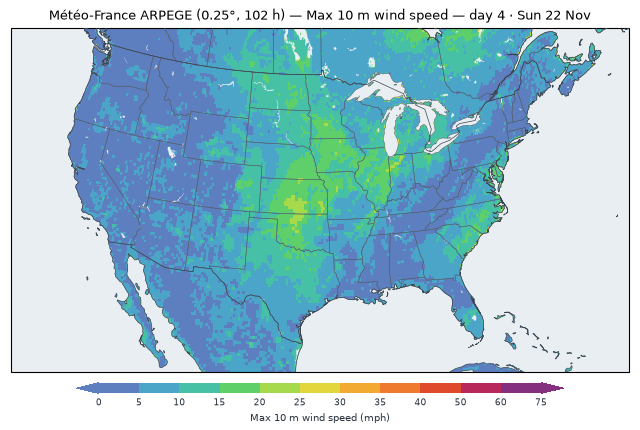 Météo-France ARPEGE (0.25°, 102 h) — Max 10 m wind speed — day 4 · Sun 22 Nov
0 5 10 15 20 25 30 35 40 50 60 75
Max 10 m wind speed (mph)